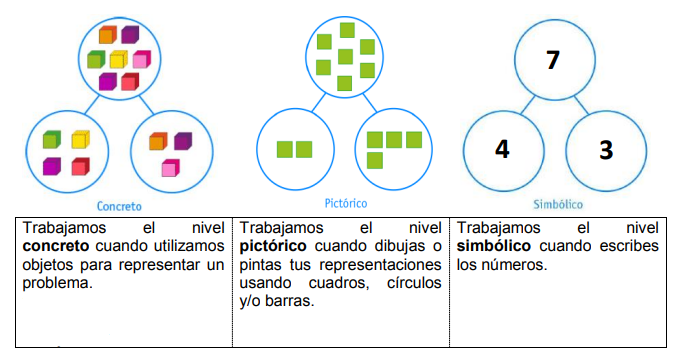 7
4
3
Concreto
Pictórico
Simbólico
Trabajamos el nivel
concreto cuando utilizamos
objetos para representar un
problema.
Trabajamos el nivel
pictórico cuando dibujas o
pintas tus representaciones
usando cuadros, círculos
y/o barras.
Trabajamos el nivel
simbólico cuando escribes
los números.